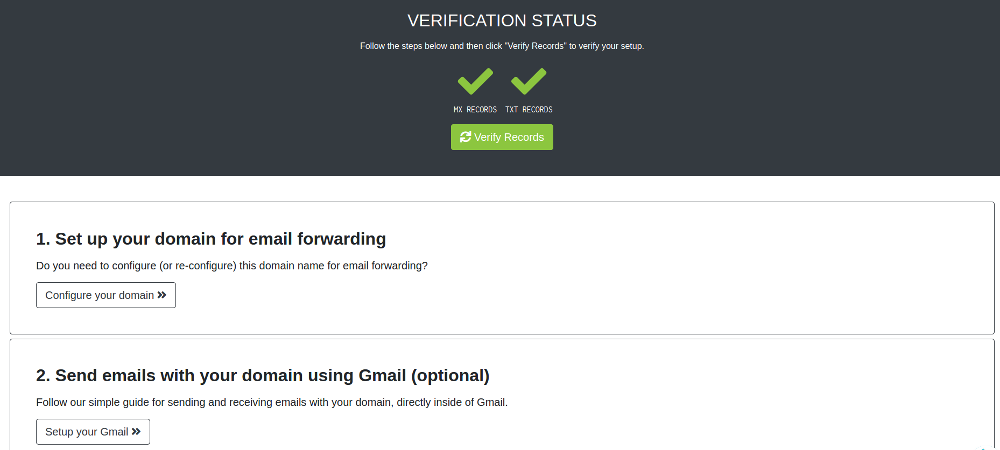 VERIFICATION STATUS
Follow the steps below and then click "Verify Records" to verify your setup.
MX RECORDS TXT RECORDS
Verify Records
1. Set up your domain for email forwarding
Do you need to configure (or re-configure) this domain name for email forwarding?
Configure your domain »
2. Send emails with your domain using Gmail (optional)
Follow our simple guide for sending and receiving emails with your domain, directly inside of Gmail.
Setup your Gmail »